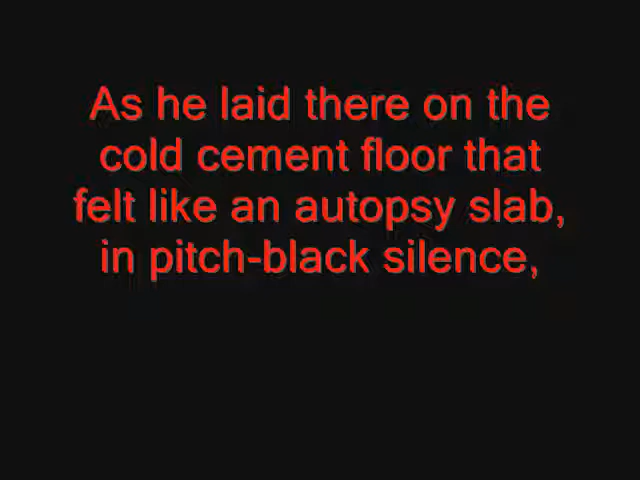 As he laid there on the
cold cement floor that
felt like an autopsy slab,
in pitch-black silence,